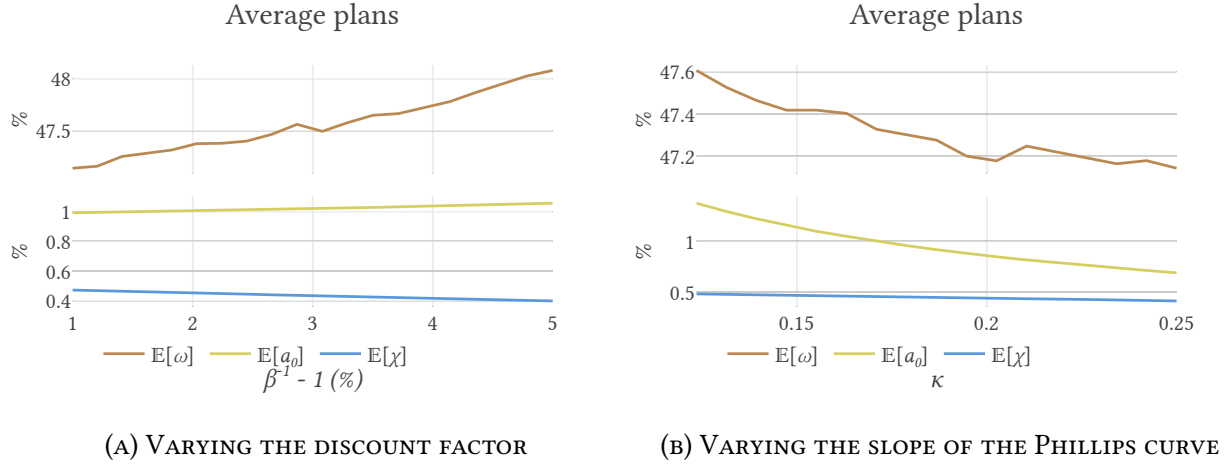 Average plans
48
47.5
%
1
0.8
0.6
0.4
%
1 2 3 4 5
𝔼[ω] 𝔼[a₀] 𝔼[χ]
β⁻¹ - 1 (%)
(A) VARYING THE DISCOUNT FACTOR
Average plans
47.6
47.4
47.2
%
1
0.5
%
0.15 0.2 0.25
𝔼[ω] 𝔼[a₀] 𝔼[χ]
κ
(B) VARYING THE SLOPE OF THE PHILLIPS CURVE